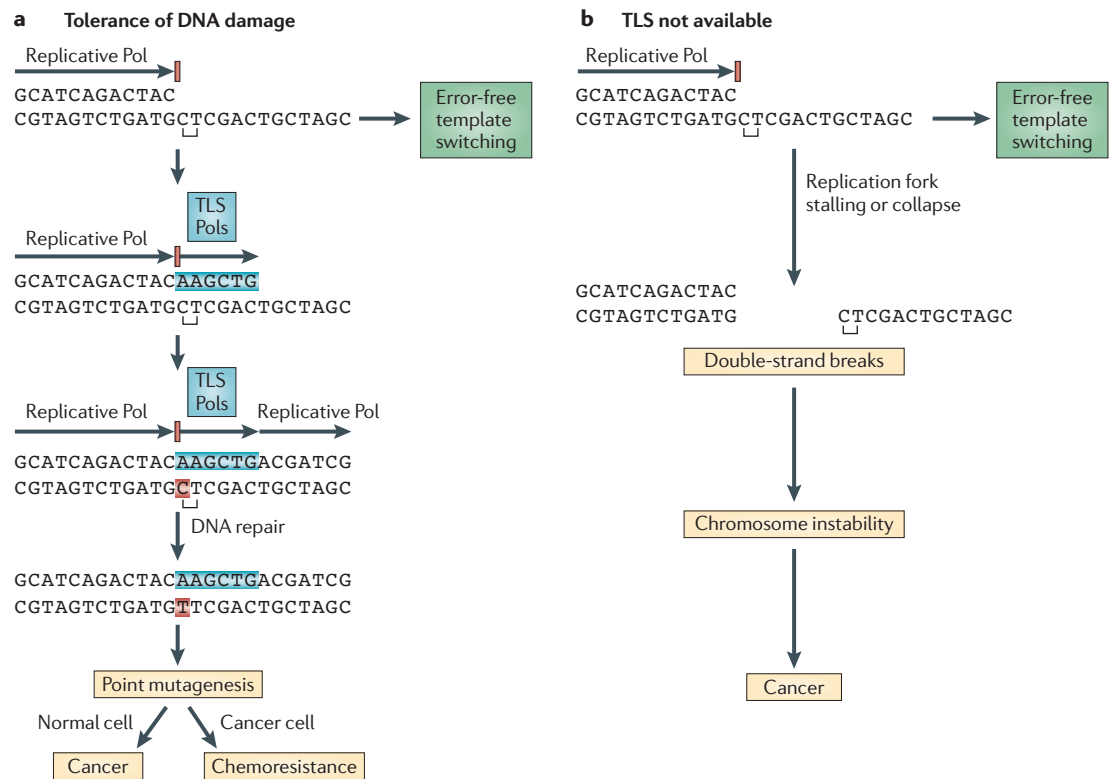 a Tolerance of DNA damage
Replicative Pol
GCATCAGACTAC
CGTAGTCTGATGCTCGACTGCTAGC
Error-free
template
switching
TLS
Pols
Replicative Pol
GCATCAGACTACAAGCTG
CGTAGTCTGATGCTCGACTGCTAGC
TLS
Pols
Replicative Pol
Replicative Pol
GCATCAGACTACAAGCTGACGATCG
CGTAGTCTGATGCTCGACTGCTAGC
DNA repair
GCATCAGACTACAAGCTGACGATCG
CGTAGTCTGATGTTCGACTGCTAGC
Point mutagenesis
Normal cell
Cancer cell
Cancer
Chemoresistance
b TLS not available
Replicative Pol
GCATCAGACTAC
CGTAGTCTGATGCTCGACTGCTAGC
Error-free
template
switching
Replication fork
stalling or collapse
GCATCAGACTAC
CGTAGTCTGATG CTCGACTGCTAGC
Double-strand breaks
Chromosome instability
Cancer